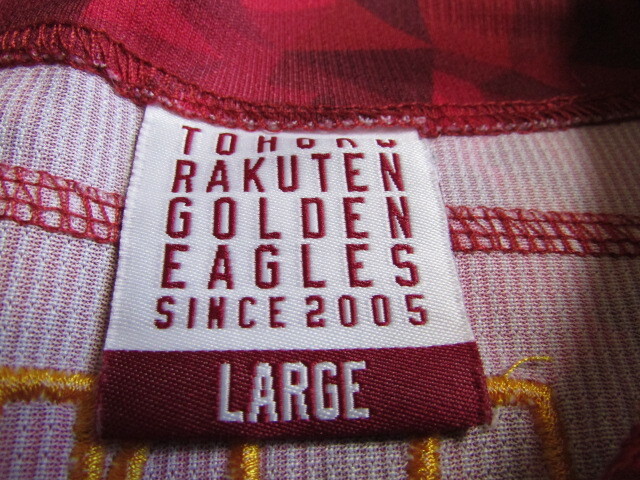 TOHOKU
RAKUTEN
GOLDEN
EAGLES
SINCE 2005
LARGE